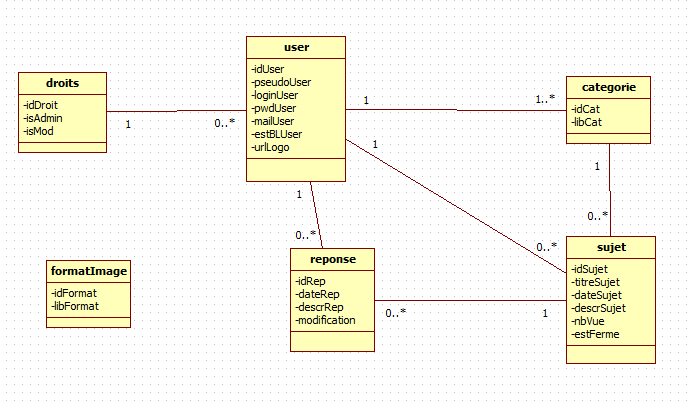 user
-idUser
-pseudoUser
-loginUser
-pwdUser
-mailUser
-estBLUser
-urlLogo
droits
-idDroit
-isAdmin
-isMod
categorie
-idCat
-libCat
1
0..*
1
1..*
1
1
0..*
1
0..*
0..*
sujet
-idSujet
-titreSujet
-dateSujet
-descrSujet
-nbVue
-estFerme
reponse
-idRep
-dateRep
-descrRep
-modification
0..*
1
formatImage
-idFormat
-libFormat